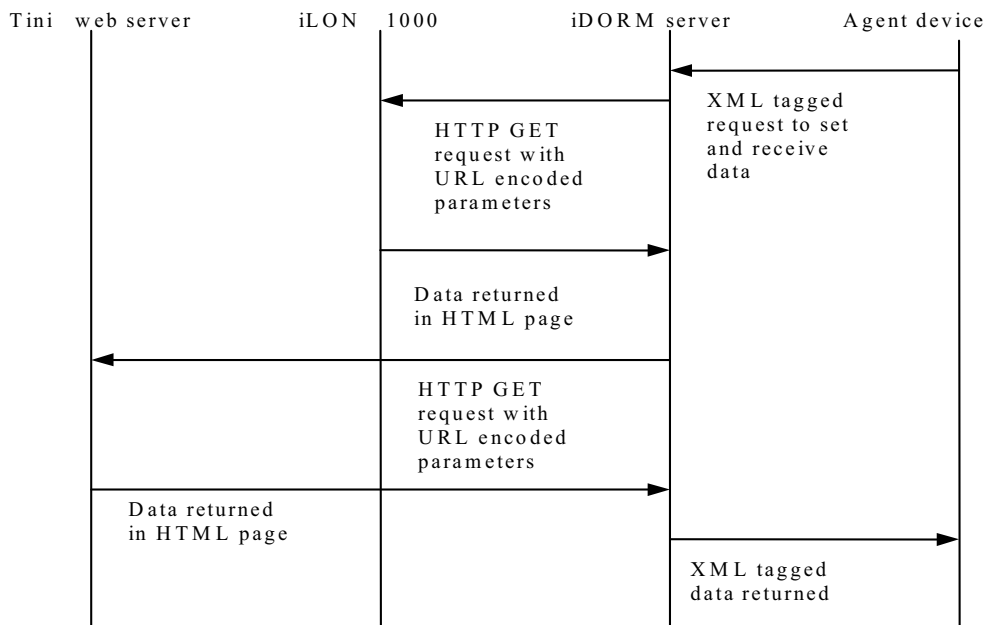 Tini web server iLON 1000 iDORM server Agent device
XML tagged
request to set
and receive
data
HTTP GET
request with
URL encoded
parameters
Data returned
in HTML page
HTTP GET
request with
URL encoded
parameters
Data returned
in HTML page
XML tagged
data returned